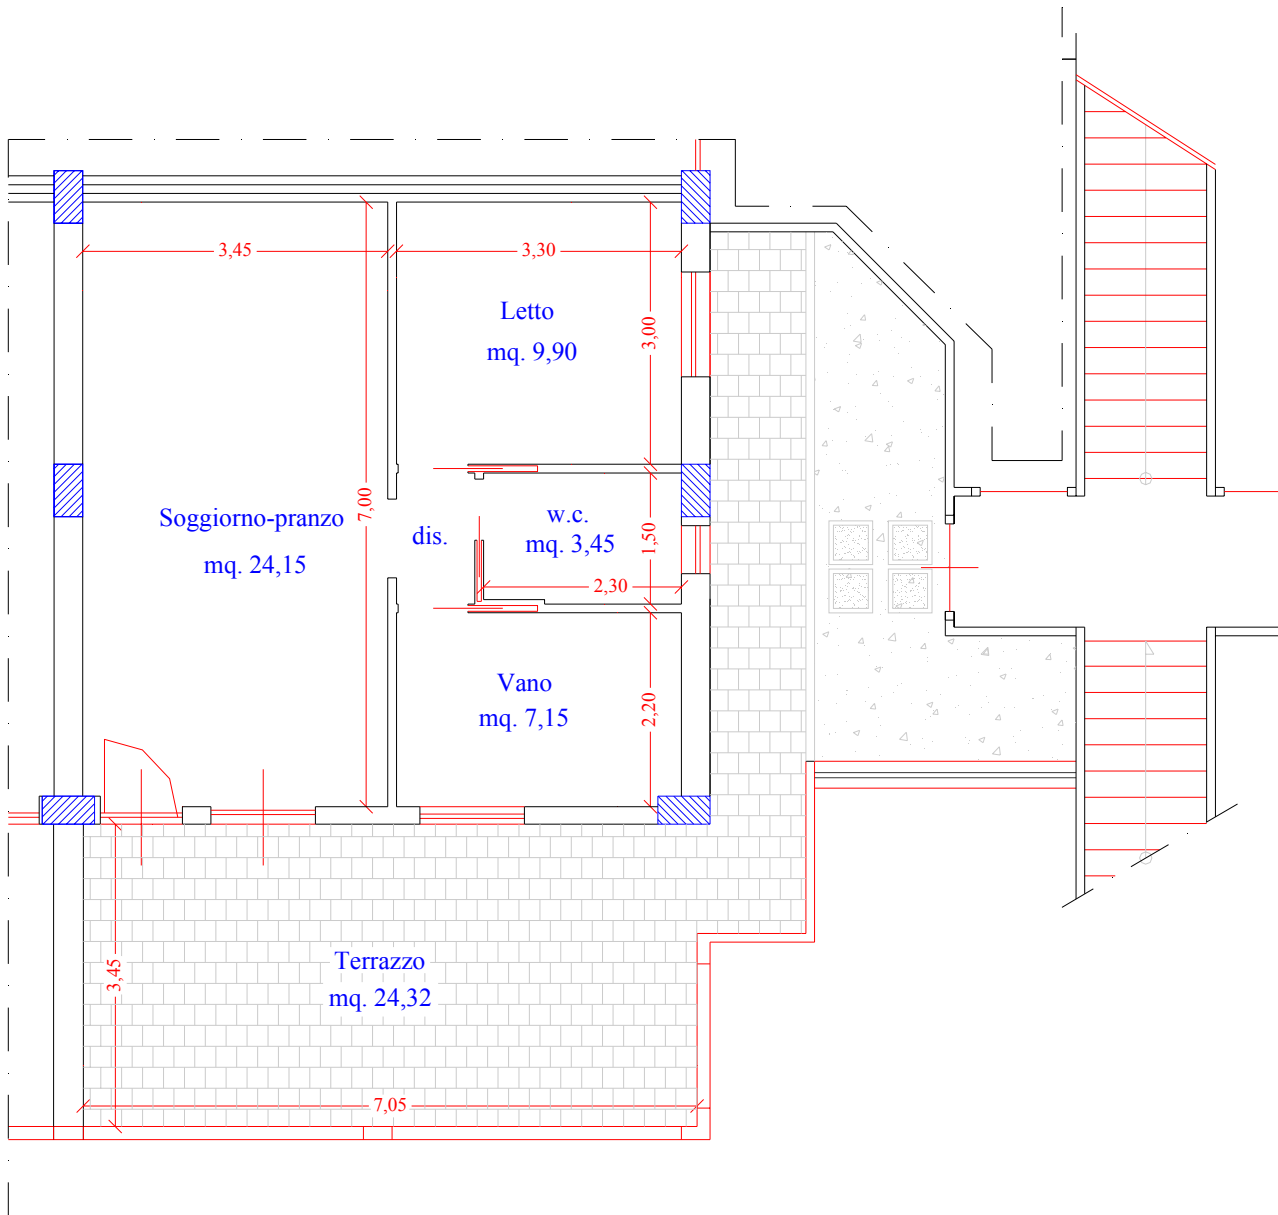 3,45
3,30
Letto
mq. 9,90
3,00
7,00
Soggiorno-pranzo
mq. 24,15
dis.
w.c.
mq. 3,45
1,50
2,30
Vano
mq. 7,15
2,20
Terrazzo
mq. 24,32
3,45
7,05